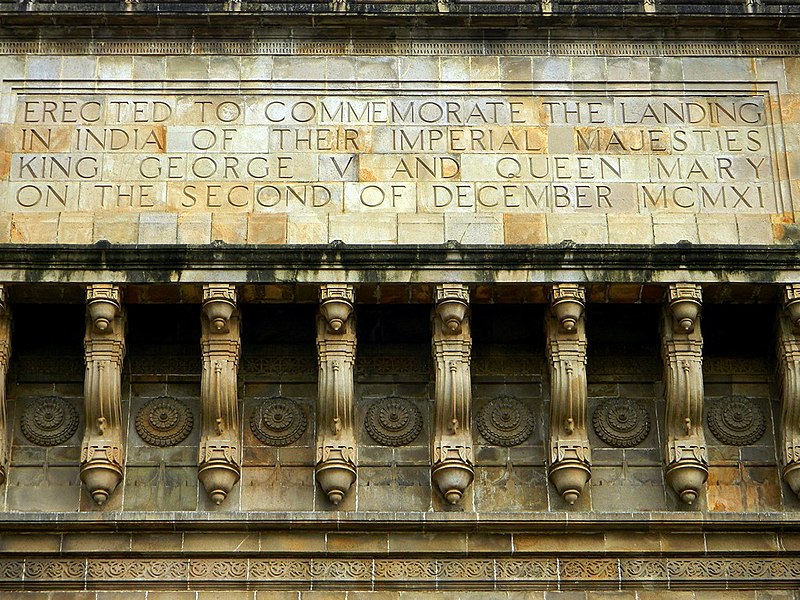 ERECTED TO COMMEMORATE THE LANDING
IN INDIA OF THEIR IMPERIAL MAJESTIES
KING GEORGE V AND QUEEN MARY
ON THE SECOND OF DECEMBER MCMXI